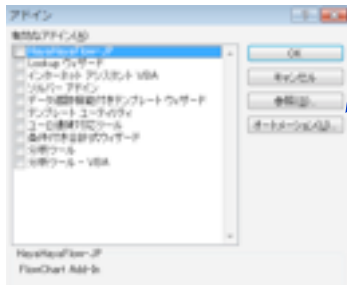 アドイン
有効なアドイン(A):
HayaHayaFlow-JP
Lookup ウィザード
インターネット アシスタント VBA
ソルバー アドイン
データ追跡機能付きテンプレート ウィザード
テンプレート ユーティリティ
ユーロ通貨対応ツール
条件付き合計式ウィザード
分析ツール
分析ツール - VBA
OK
キャンセル
参照(B)...
オートメーション(U)...
HayaHayaFlow-JP
FlowChart Add-In